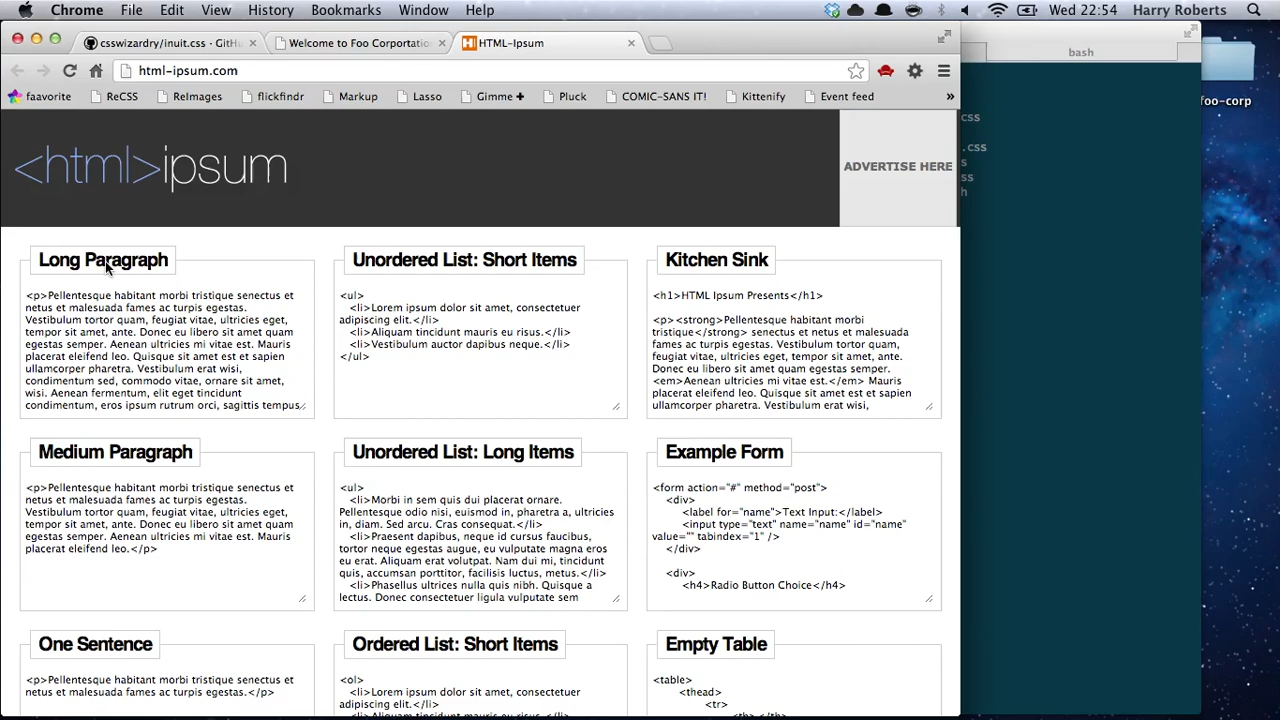 Chrome File Edit View History Bookmarks Window Help Wed 22:54 Harry Roberts
csswizardry/inuit.css · GitHu
Welcome to Foo Corportation
HTML-Ipsum
bash
html-ipsum.com
faavorite ReCSS ReImages flickfindr Markup Lasso Gimme ✚ Pluck COMIC-SANS IT! Kittenify Event feed »
foo-corp
css
.css
s
ss
h
<html>ipsum
ADVERTISE HERE
Long Paragraph
<p>Pellentesque habitant morbi tristique senectus et
netus et malesuada fames ac turpis egestas.
Vestibulum tortor quam, feugiat vitae, ultricies eget,
tempor sit amet, ante. Donec eu libero sit amet quam
egestas semper. Aenean ultricies mi vitae est. Mauris
placerat eleifend leo. Quisque sit amet est et sapien
ullamcorper pharetra. Vestibulum erat wisi,
condimentum sed, commodo vitae, ornare sit amet,
wisi. Aenean fermentum, elit eget tincidunt
condimentum, eros ipsum rutrum orci, sagittis tempus
Unordered List: Short Items
<ul>
<li>Lorem ipsum dolor sit amet, consectetuer
adipiscing elit.</li>
<li>Aliquam tincidunt mauris eu risus.</li>
<li>Vestibulum auctor dapibus neque.</li>
</ul>
Kitchen Sink
<h1>HTML Ipsum Presents</h1>
<p><strong>Pellentesque habitant morbi
tristique</strong> senectus et netus et malesuada
fames ac turpis egestas. Vestibulum tortor quam,
feugiat vitae, ultricies eget, tempor sit amet, ante.
Donec eu libero sit amet quam egestas semper.
<em>Aenean ultricies mi vitae est.</em> Mauris
placerat eleifend leo. Quisque sit amet est et sapien
ullamcorper pharetra. Vestibulum erat wisi,
Medium Paragraph
<p>Pellentesque habitant morbi tristique senectus et
netus et malesuada fames ac turpis egestas.
Vestibulum tortor quam, feugiat vitae, ultricies eget,
tempor sit amet, ante. Donec eu libero sit amet quam
egestas semper. Aenean ultricies mi vitae est. Mauris
placerat eleifend leo.</p>
Unordered List: Long Items
<ul>
<li>Morbi in sem quis dui placerat ornare.
Pellentesque odio nisi, euismod in, pharetra a, ultricies
in, diam. Sed arcu. Cras consequat.</li>
<li>Praesent dapibus, neque id cursus faucibus,
tortor neque egestas augue, eu vulputate magna eros
eu erat. Aliquam erat volutpat. Nam dui mi, tincidunt
quis, accumsan porttitor, facilisis luctus, metus.</li>
<li>Phasellus ultrices nulla quis nibh. Quisque a
lectus. Donec consectetuer ligula vulputate sem
Example Form
<form action="#" method="post">
<div>
<label for="name">Text Input:</label>
<input type="text" name="name" id="name"
value="" tabindex="1" />
</div>
<div>
<h4>Radio Button Choice</h4>
One Sentence
<p>Pellentesque habitant morbi tristique senectus et
netus et malesuada fames ac turpis egestas.</p>
Ordered List: Short Items
<ol>
<li>Lorem ipsum dolor sit amet, consectetuer
adipiscing elit.</li>
<li>Aliquam tincidunt mauris eu risus.</li>
Empty Table
<table>
<thead>
<tr>
<th></th>